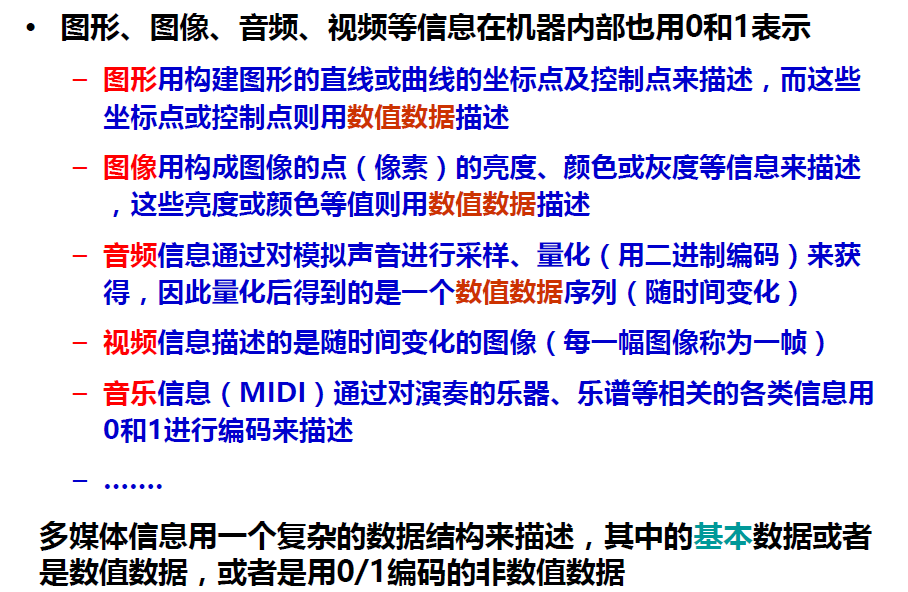 • 图形、图像、音频、视频等信息在机器内部也用0和1表示
– 图形用构建图形的直线或曲线的坐标点及控制点来描述，而这些
坐标点或控制点则用数值数据描述
– 图像用构成图像的点（像素）的亮度、颜色或灰度等信息来描述
，这些亮度或颜色等值则用数值数据描述
– 音频信息通过对模拟声音进行采样、量化（用二进制编码）来获
得，因此量化后得到的是一个数值数据序列（随时间变化）
– 视频信息描述的是随时间变化的图像（每一幅图像称为一帧）
– 音乐信息（MIDI）通过对演奏的乐器、乐谱等相关的各类信息用
0和1进行编码来描述
– .......
多媒体信息用一个复杂的数据结构来描述，其中的基本数据或者
是数值数据，或者是用0/1编码的非数值数据